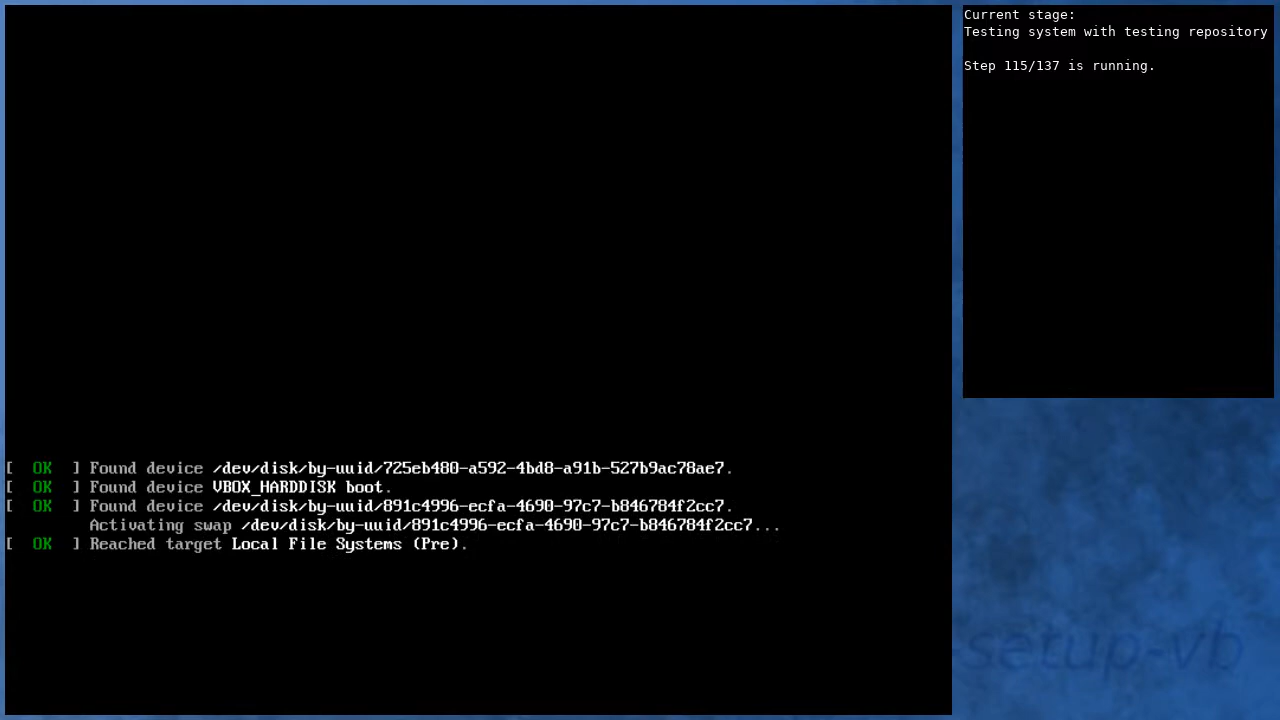 [  OK  ] Found device /dev/disk/by-uuid/725eb480-a592-4bd8-a91b-527b9ac78ae7.
[  OK  ] Found device VBOX_HARDDISK boot.
[  OK  ] Found device /dev/disk/by-uuid/891c4996-ecfa-4690-97c7-b846784f2cc7.
Activating swap /dev/disk/by-uuid/891c4996-ecfa-4690-97c7-b846784f2cc7...
[  OK  ] Reached target Local File Systems (Pre).
Current stage:
Testing system with testing repository
Step 115/137 is running.
-setup-vb